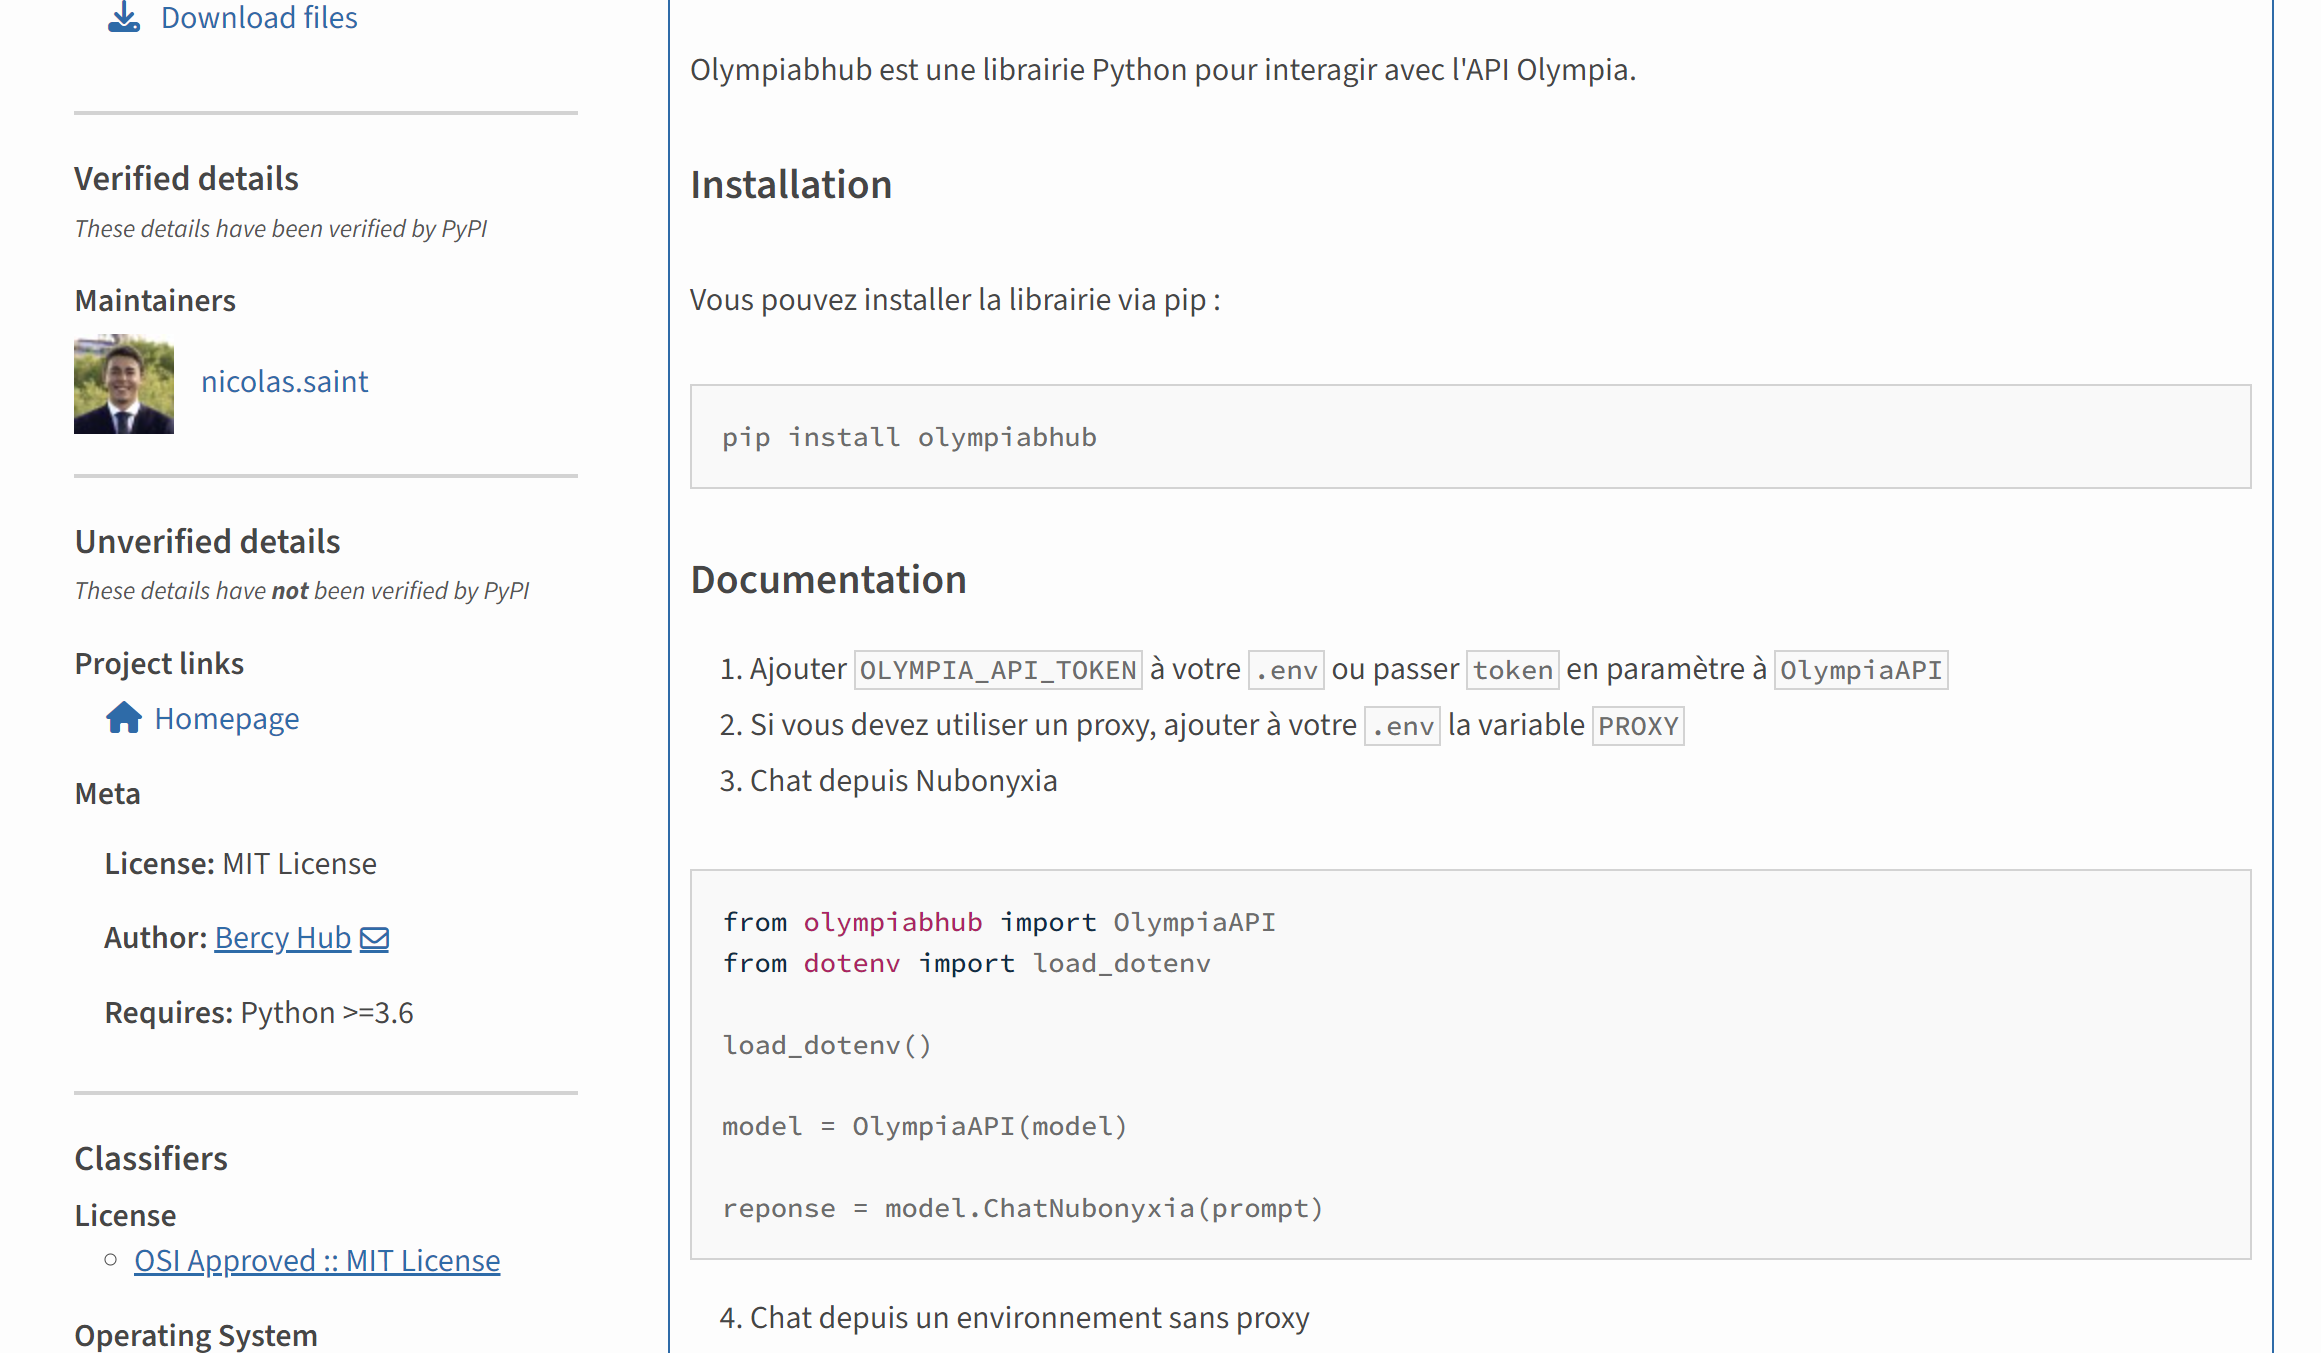 Download files
Verified details
These details have been verified by PyPI
Maintainers
nicolas.saint
Unverified details
These details have not been verified by PyPI
Project links
Homepage
Meta
License: MIT License
Author: Bercy Hub
Requires: Python >=3.6
Classifiers
License
OSI Approved :: MIT License
Operating System
Olympiabhub est une librairie Python pour interagir avec l'API Olympia.
Installation
Vous pouvez installer la librairie via pip :
pip install olympiabhub
Documentation
1. Ajouter OLYMPIA_API_TOKEN à votre .env ou passer token en paramètre à OlympiaAPI
2. Si vous devez utiliser un proxy, ajouter à votre .env la variable PROXY
3. Chat depuis Nubonyxia
from olympiabhub import OlympiaAPI
from dotenv import load_dotenv
load_dotenv()
model = OlympiaAPI(model)
reponse = model.ChatNubonyxia(prompt)
4. Chat depuis un environnement sans proxy